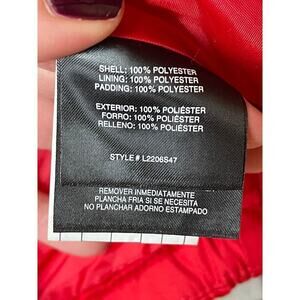 SHELL: 100% POLYESTER
LINING: 100% POLYESTER
PADDING: 100% POLYESTER
EXTERIOR: 100% POLIÉSTER
FORRO: 100% POLIÉSTER
RELLENO: 100% POLIÉSTER
STYLE # L2206S47
REMOVER INMEDIATAMENTE
PLANCHA FRIA SI SE NECESITA
NO PLANCHAR ADORNO ESTAMPADO